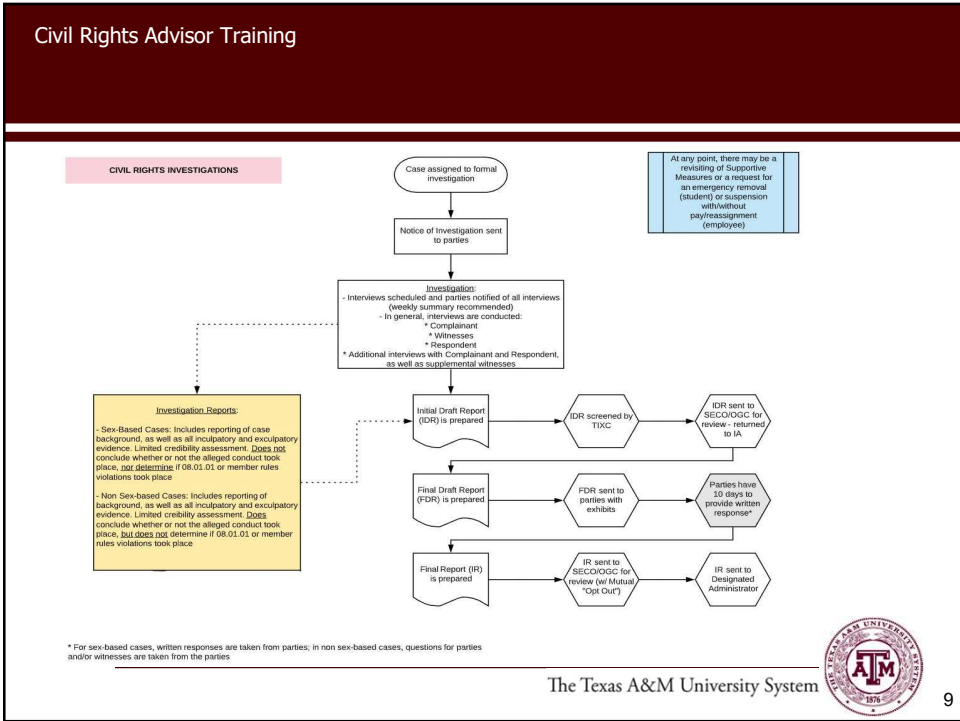 Civil Rights Advisor Training
CIVIL RIGHTS INVESTIGATIONS
Case assigned to formal
investigation
At any point, there may be a
revisiting of Supportive
Measures or a request for
an emergency removal
(student) or suspension
with/without
pay/reassignment
(employee)
Notice of Investigation sent
to parties
Investigation:
- Interviews scheduled and parties notified of all interviews
(weekly summary recommended)
- In general, interviews are conducted:
* Complainant
* Witnesses
* Respondent
* Additional interviews with Complainant and Respondent,
as well as supplemental witnesses
Investigation Reports:
- Sex-Based Cases: Includes reporting of case
background, as well as all inculpatory and exculpatory
evidence. Limited credibility assessment. Does not
conclude whether or not the alleged conduct took
place, nor determine if 08.01.01 or member rules
violations took place
- Non Sex-based Cases: Includes reporting of
background, as well as all inculpatory and exculpatory
evidence. Limited creibility assessment. Does
conclude whether or not the alleged conduct took
place, but does not determine if 08.01.01 or member
rules violations took place
Initial Draft Report
(IDR) is prepared
IDR screened by
TIXC
IDR sent to
SECO/OGC for
review - returned
to IA
Final Draft Report
(FDR) is prepared
FDR sent to
parties with
exhibits
Parties have
10 days to
provide written
response*
Final Report (IR)
is prepared
IR sent to
SECO/OGC for
review (w/ Mutual
"Opt Out")
IR sent to
Designated
Administrator
* For sex-based cases, written responses are taken from parties; in non sex-based cases, questions for parties
and/or witnesses are taken from the parties
The Texas A&M University System
THE TEXAS A&M UNIVERSITY SYSTEM
ATM
1876
9